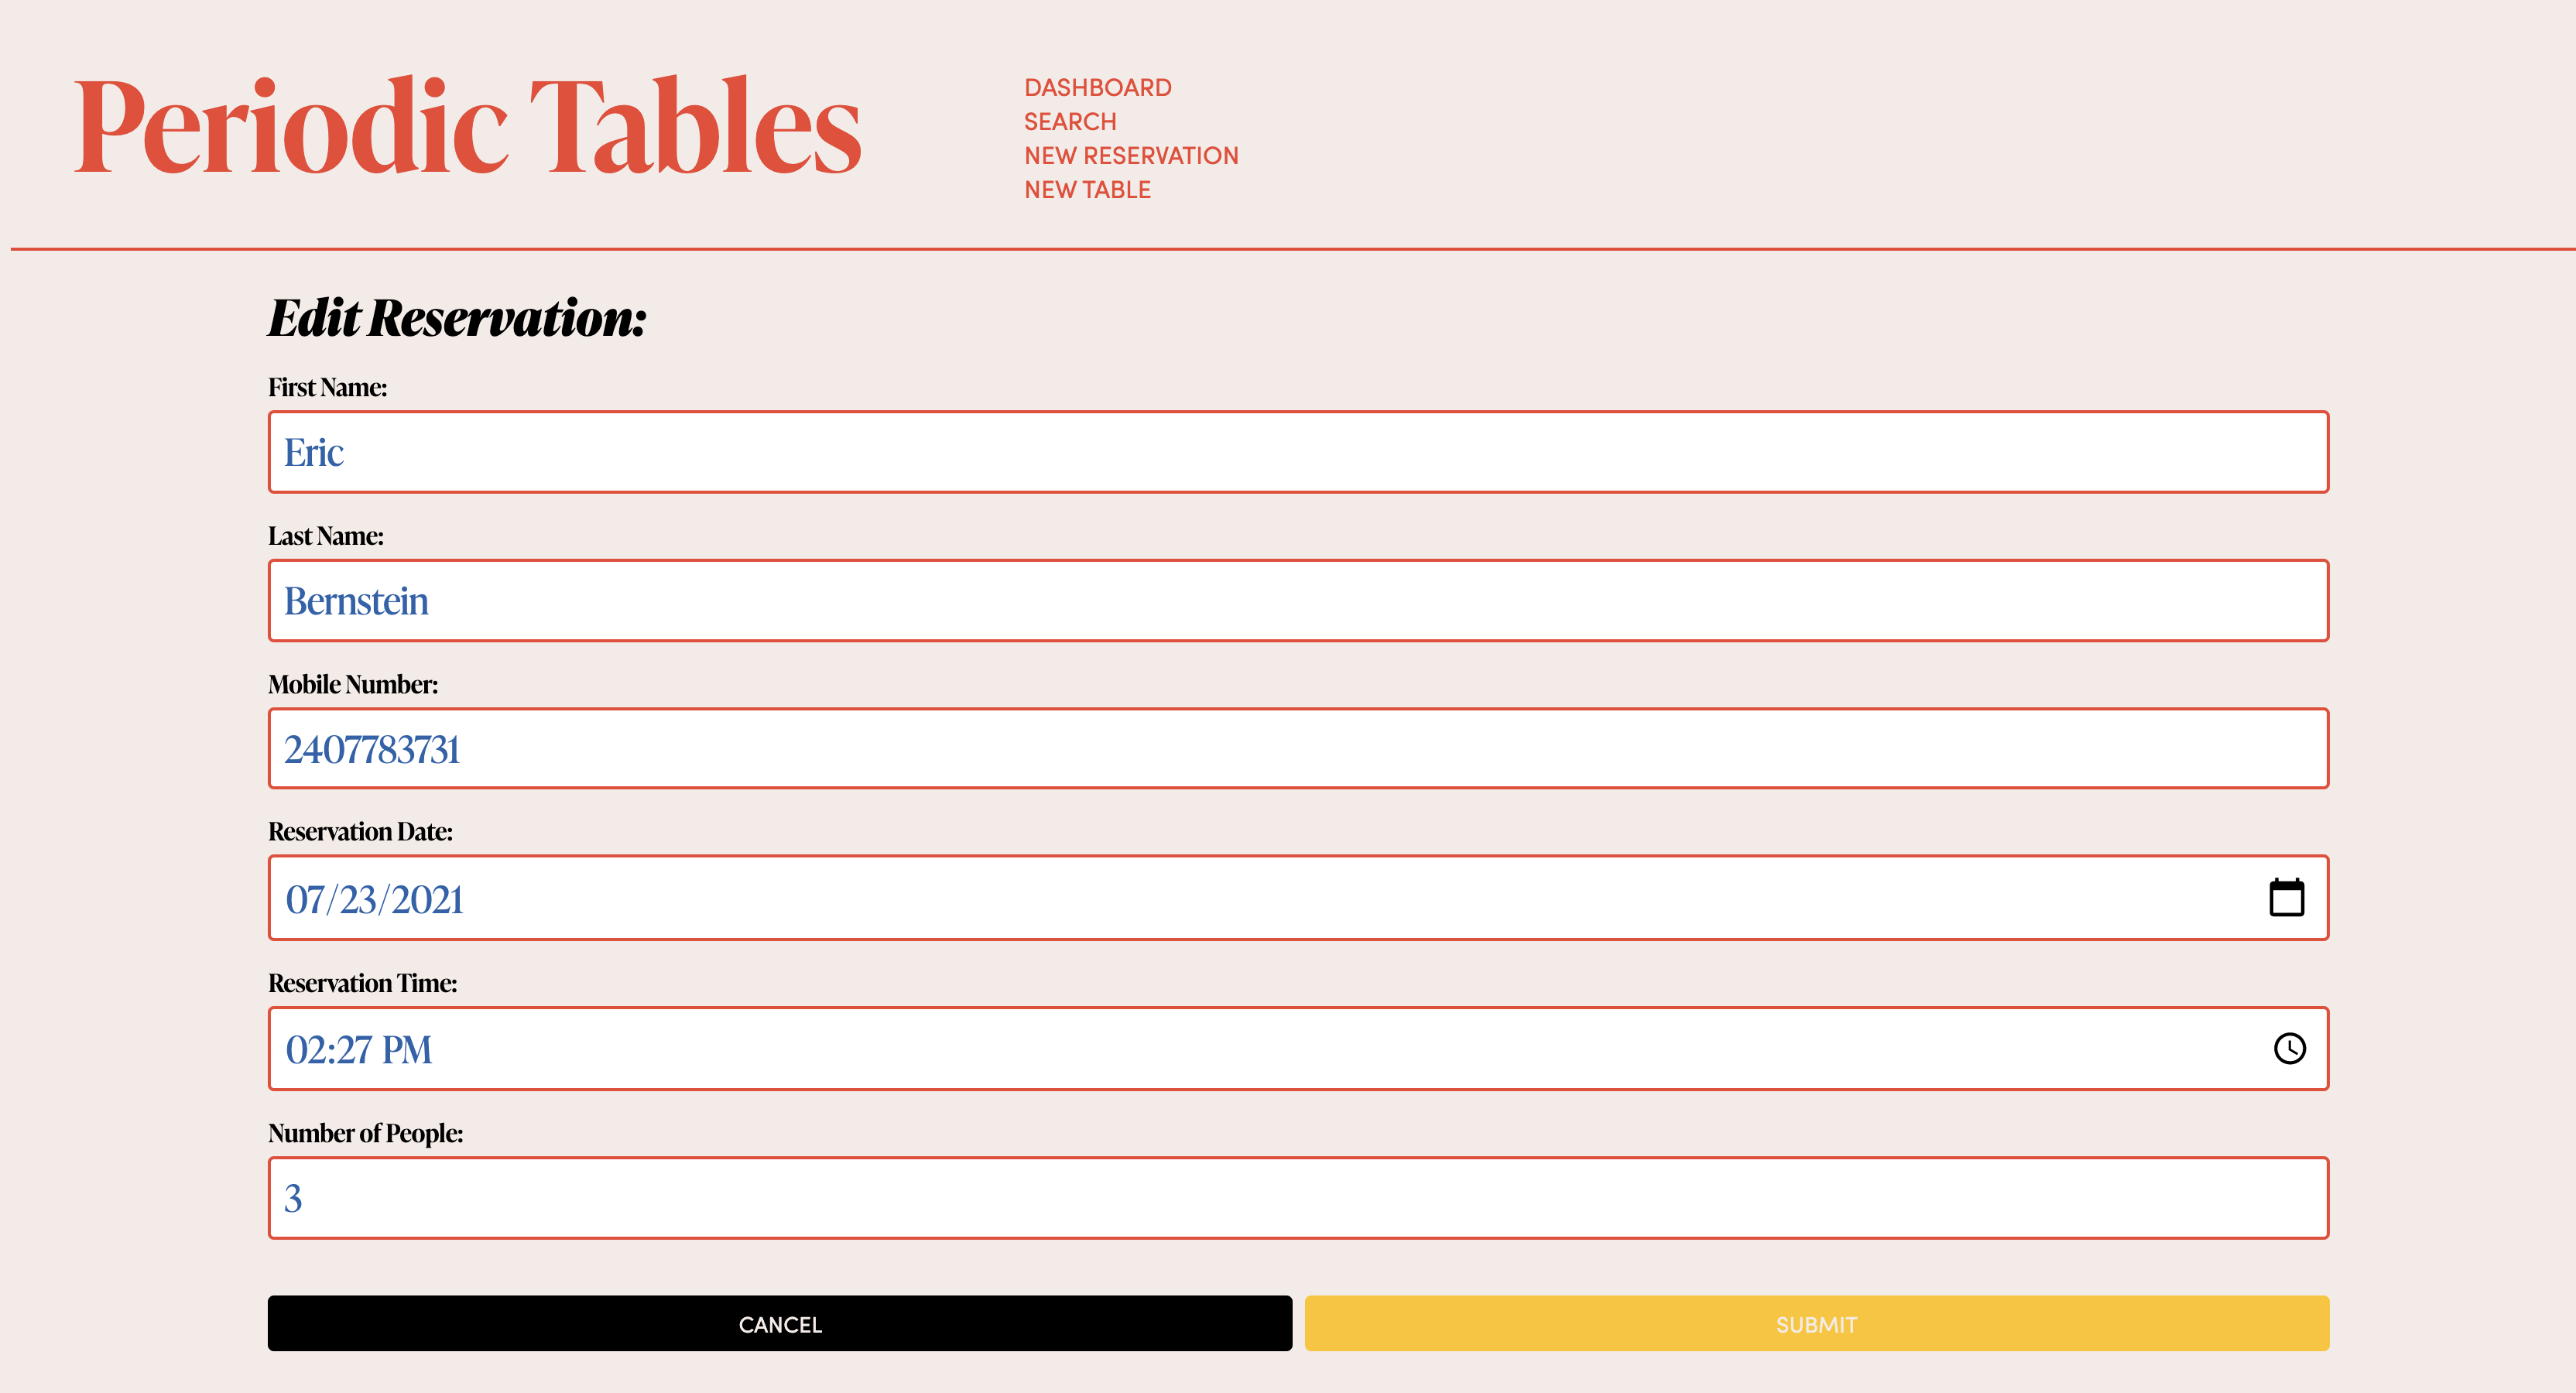 Periodic Tables
DASHBOARD
SEARCH
NEW RESERVATION
NEW TABLE
Edit Reservation:
First Name:
Eric
Last Name:
Bernstein
Mobile Number:
2407783731
Reservation Date:
07/23/2021
Reservation Time:
02:27 PM
Number of People:
3
CANCEL
SUBMIT